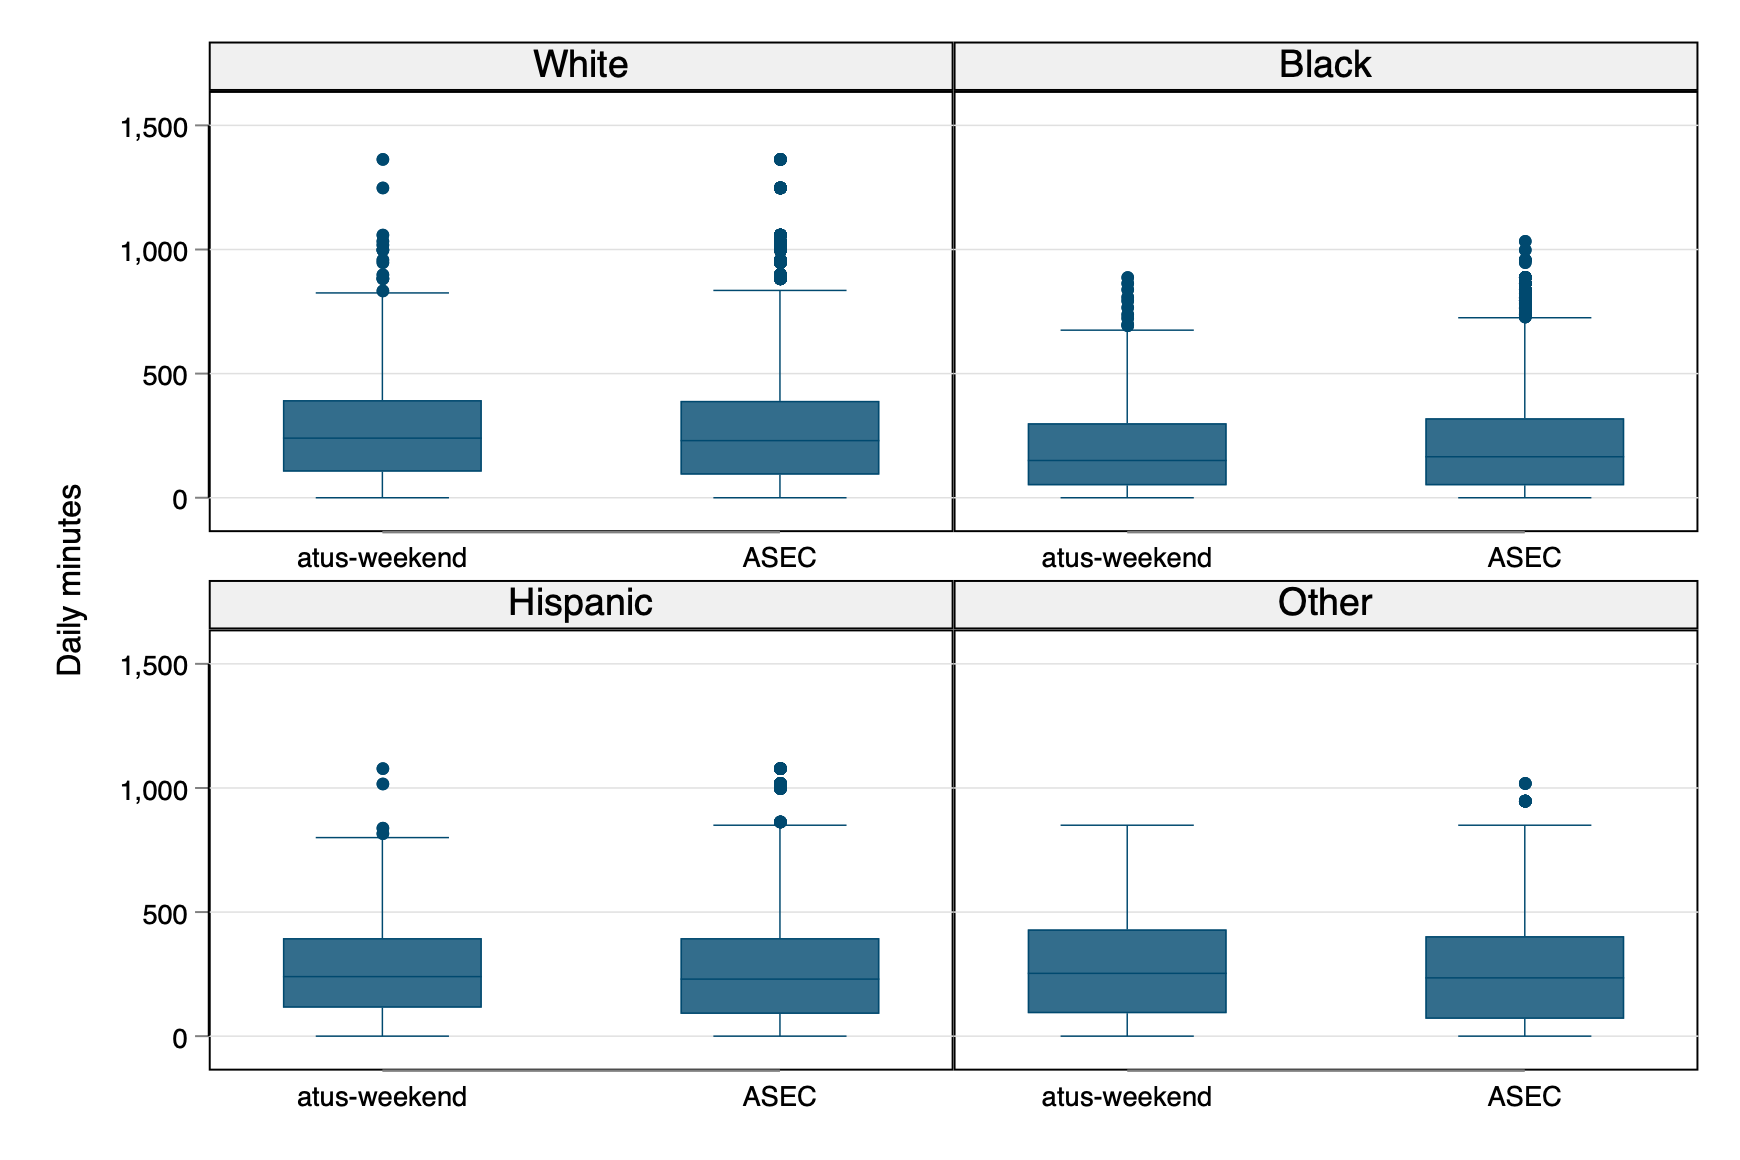 White
Black
1,500
1,000
500
0
atus-weekend
ASEC
atus-weekend
ASEC
Daily minutes
Hispanic
Other
1,500
1,000
500
0
atus-weekend
ASEC
atus-weekend
ASEC